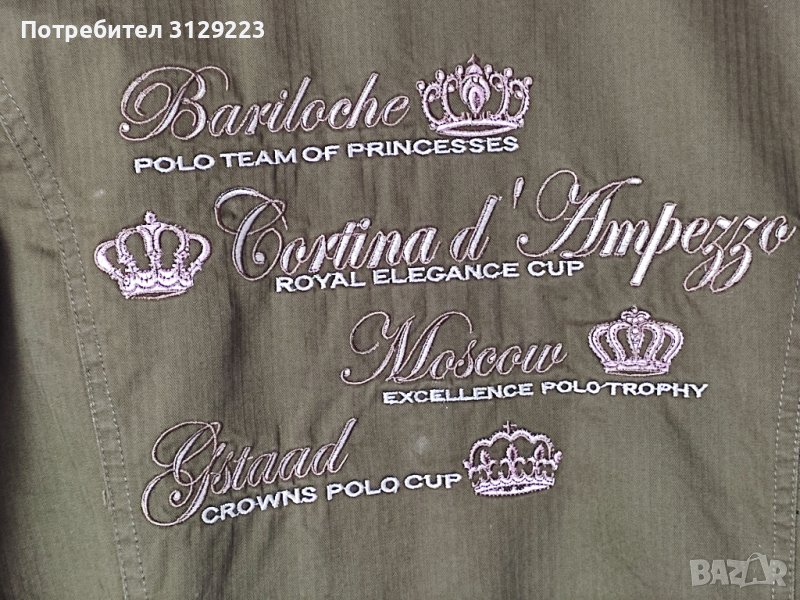 Потребител 3129223
Bariloche
POLO TEAM OF PRINCESSES
Cortina d'Ampezzo
ROYAL ELEGANCE CUP
Moscow
EXCELLENCE POLO TROPHY
Gstaad
CROWNS POLO CUP
BAZAR